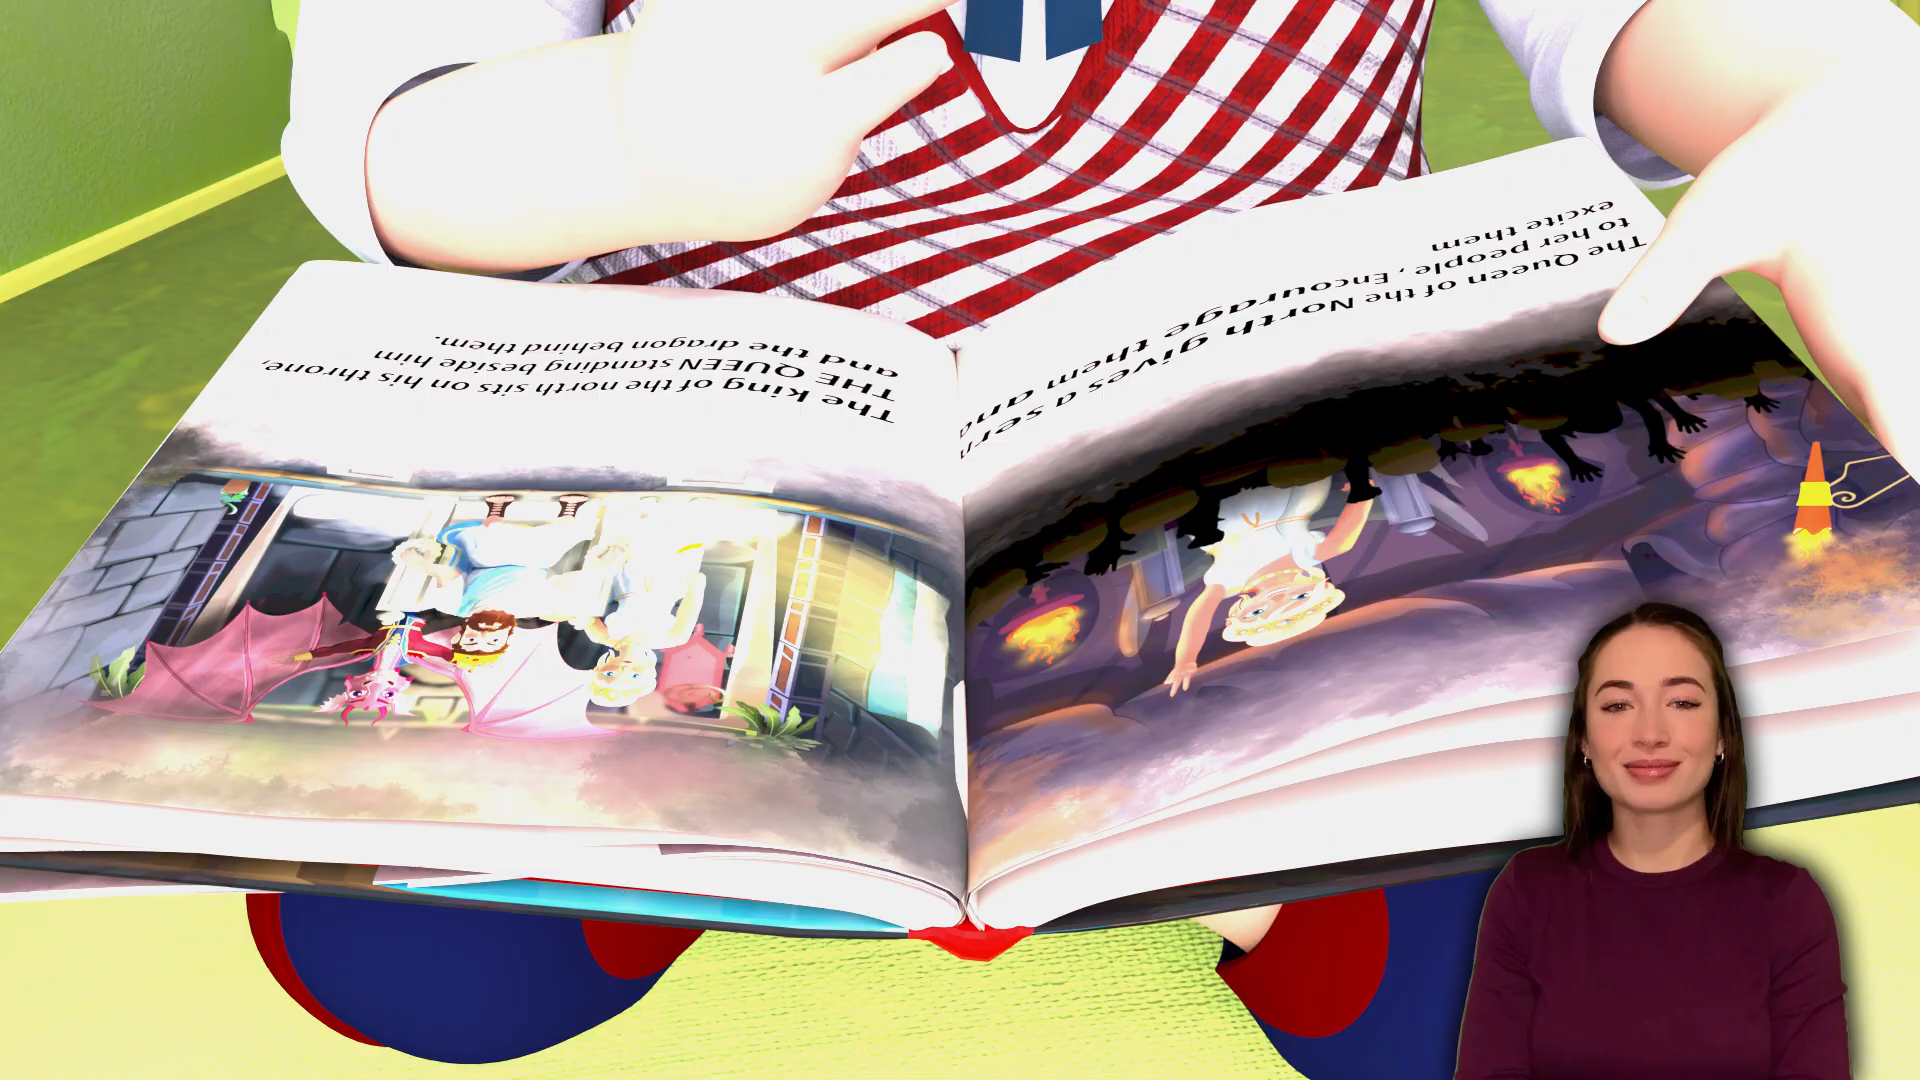 The Queen of the North gives a
to her people , Encourage them and
excite them
The king of the north sits on his throne,
THE QUEEN standing beside him
and the dragon behind them.